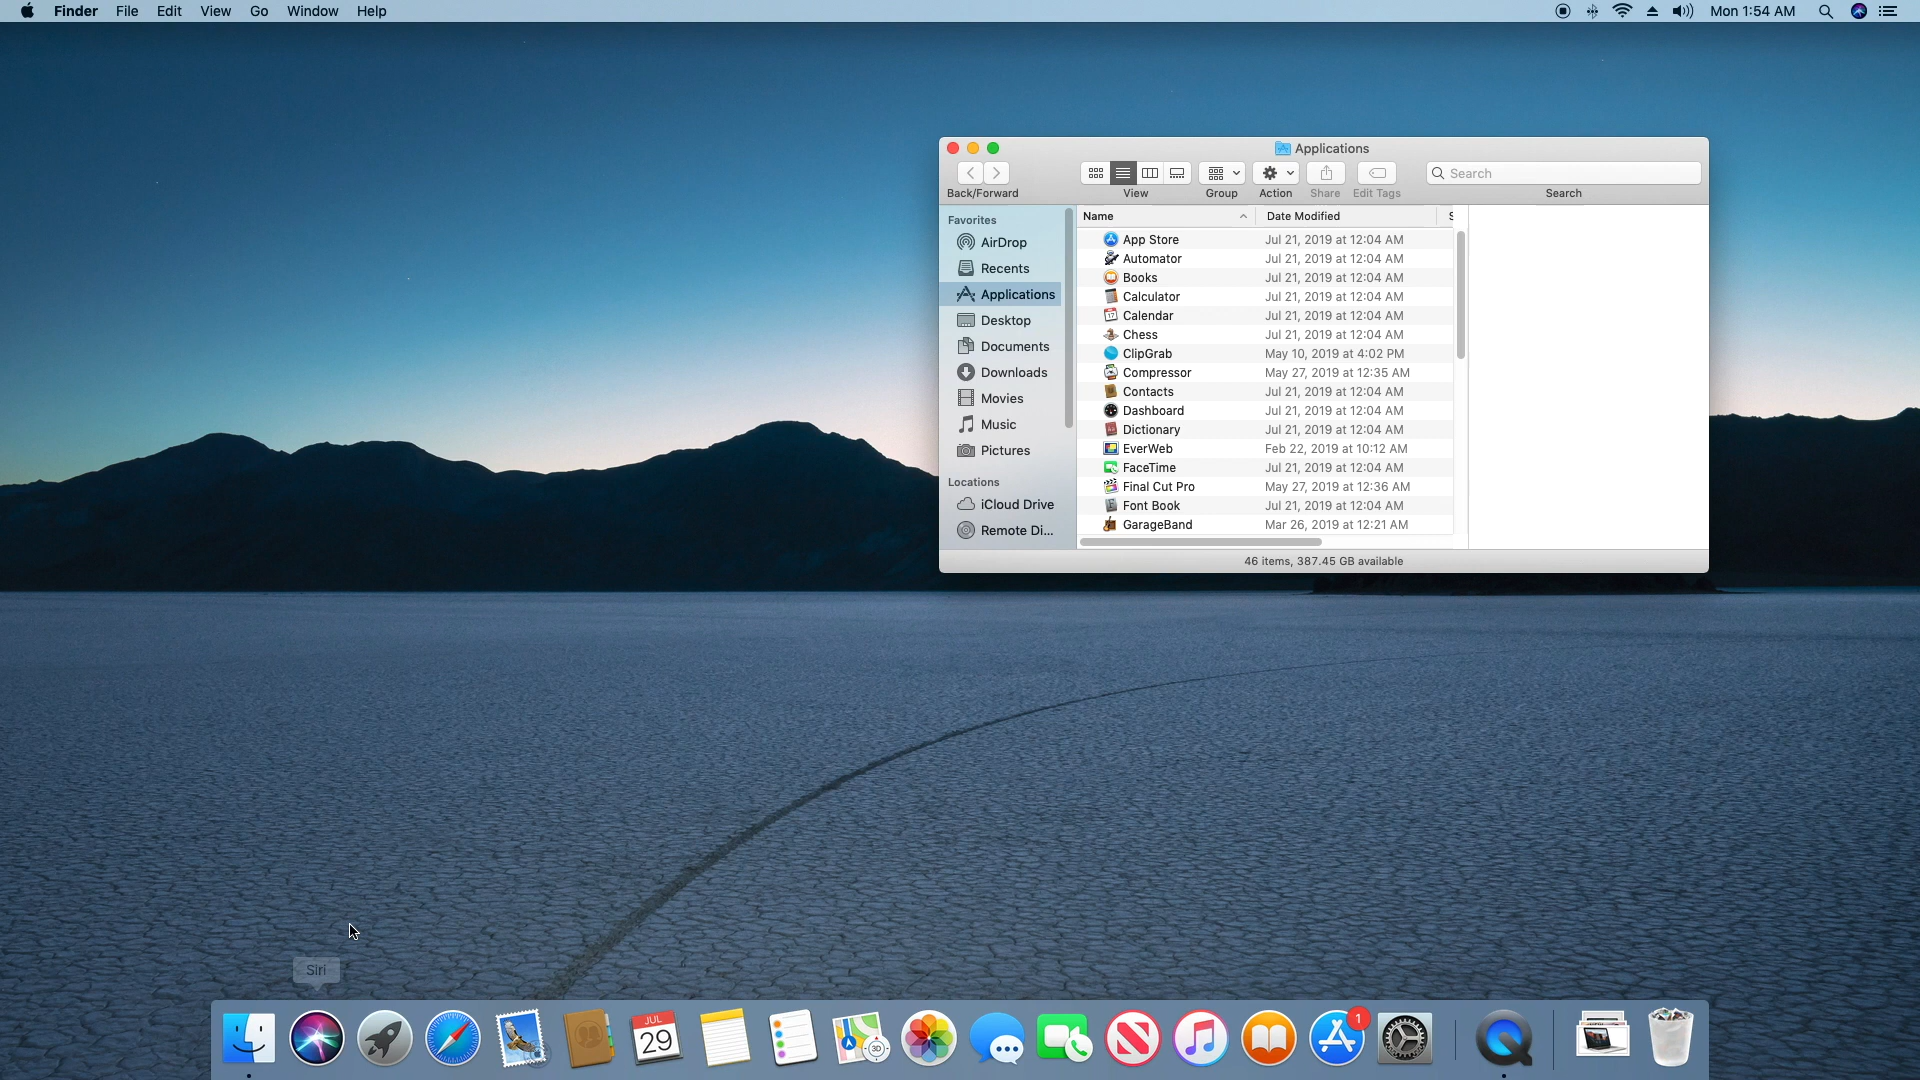 Finder File Edit View Go Window Help
Mon 1:54 AM
Applications
Search
Back/Forward View Group Action Share Edit Tags Search
Favorites
AirDrop
Recents
Applications
Desktop
Documents
Downloads
Movies
Music
Pictures
Locations
iCloud Drive
Remote Di...
Name Date Modified
App Store Jul 21, 2019 at 12:04 AM
Automator Jul 21, 2019 at 12:04 AM
Books Jul 21, 2019 at 12:04 AM
Calculator Jul 21, 2019 at 12:04 AM
Calendar Jul 21, 2019 at 12:04 AM
Chess Jul 21, 2019 at 12:04 AM
ClipGrab May 10, 2019 at 4:02 PM
Compressor May 27, 2019 at 12:35 AM
Contacts Jul 21, 2019 at 12:04 AM
Dashboard Jul 21, 2019 at 12:04 AM
Dictionary Jul 21, 2019 at 12:04 AM
EverWeb Feb 22, 2019 at 10:12 AM
FaceTime Jul 21, 2019 at 12:04 AM
Final Cut Pro May 27, 2019 at 12:36 AM
Font Book Jul 21, 2019 at 12:04 AM
GarageBand Mar 26, 2019 at 12:21 AM
46 items, 387.45 GB available
Siri
JUL
29
3D
1